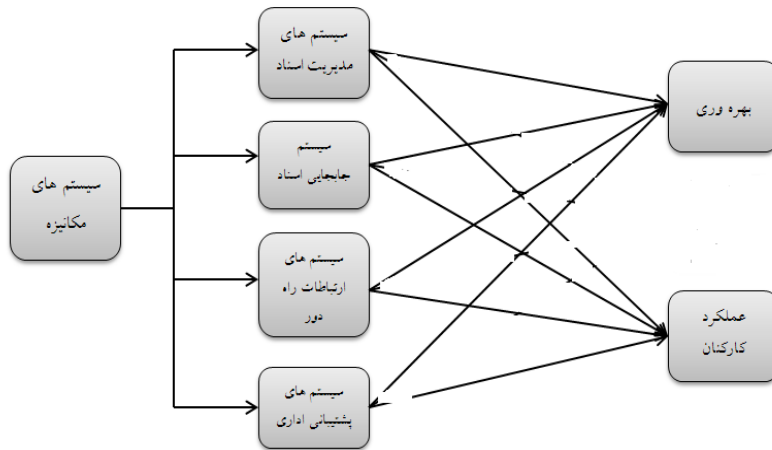 سیستم های
مکانیزه
سیستم های
مدیریت اسناد
سیستم
جابجایی اسناد
سیستم های
ارتباطات راه
دور
سیستم های
پشتیبانی اداری
بهره وری
عملکرد
کارکنان